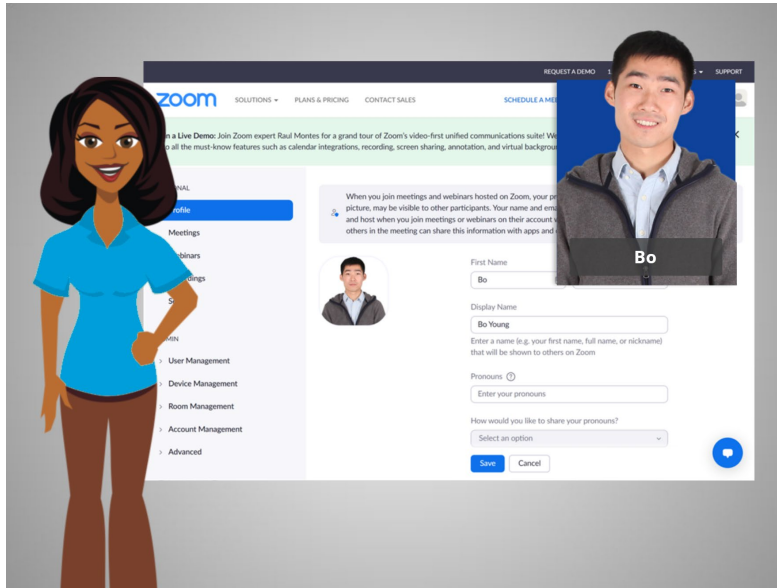 REQUEST A DEMO SUPPORT
zoom SOLUTIONS PLANS & PRICING CONTACT SALES SCHEDULE A
a Live Demo: Join Zoom expert Raul Montes for a grand tour of Zoom's video-first unified communications suite! We
all the must-know features such as calendar integrations, recording, screen sharing, annotation, and virtual
When you join meetings and webinars hosted on Zoom, your
picture, may be visible to other participants. Your name and
and host when you join meetings or webinars on their account
others in the meeting can share this information with apps and
Meetings
User Management
Device Management
Room Management
Account Management
Advanced
Bo
First Name
Bo
Display Name
Bo Young
Enter a name (e.g. your first name, full name, or nickname)
that will be shown to others on Zoom
Pronouns
Enter your pronouns
How would you like to share your pronouns?
Select an option
Save Cancel